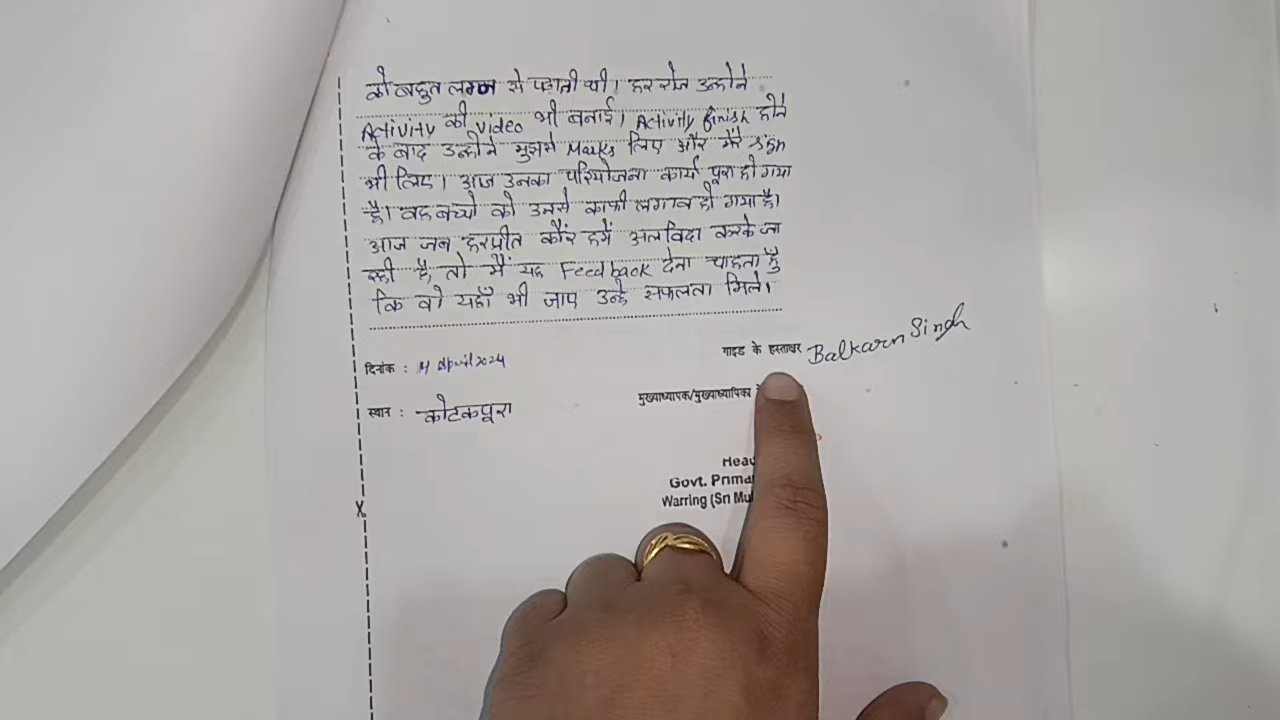 को बहुत लगन से पढ़ाती थी। हर रोज उन्होने
Activity की video भी बनाई। Activity finish होने
के बाद उन्होने मुझसे Marks लिए और मेरे sign
भी लिए। आज उनका परियोजना कार्य पूरा हो गया
है। वह बच्चो को उनसे काफी लगाव हो गया है।
आज जब हरप्रीत कौर हमें अलविदा करके जा
रही है, तो मैं यह Feedback देना चाहता हु
कि वो यहाँ भी जाए उन्हे सफलता मिले।
दिनांक : April 2024
गाइड के हस्ताक्षर Balkarn Singh
स्थान : कोटकपूरा
मुख्याध्यापक/मुख्याध्यापिका
Head
Govt. Prima
Warring (Sri Mu